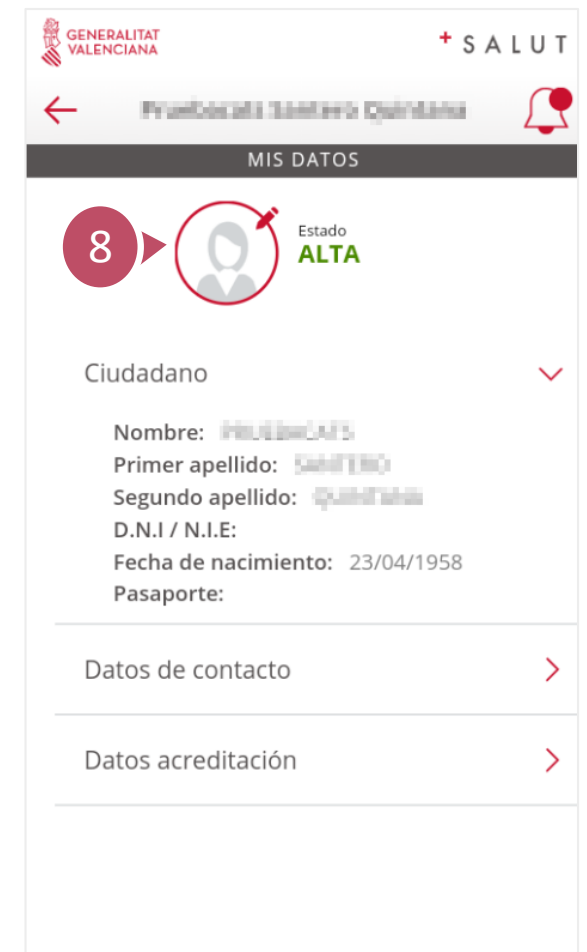 GENERALITAT
VALENCIANA
+SALUT
MIS DATOS
8
Estado
ALTA
Ciudadano
Nombre:
Primer apellido:
Segundo apellido:
D.N.I / N.I.E:
Fecha de nacimiento: 23/04/1958
Pasaporte:
Datos de contacto
Datos acreditación